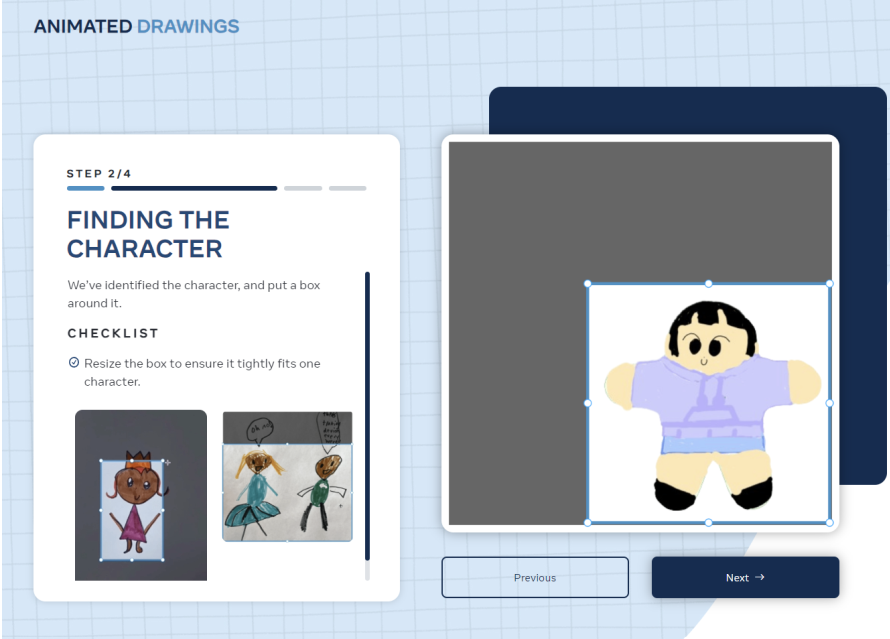 ANIMATED DRAWINGS
STEP 2/4
FINDING THE
CHARACTER
We've identified the character, and put a box
around it.
CHECKLIST
Resize the box to ensure it tightly fits one
character.
Previous
Next →